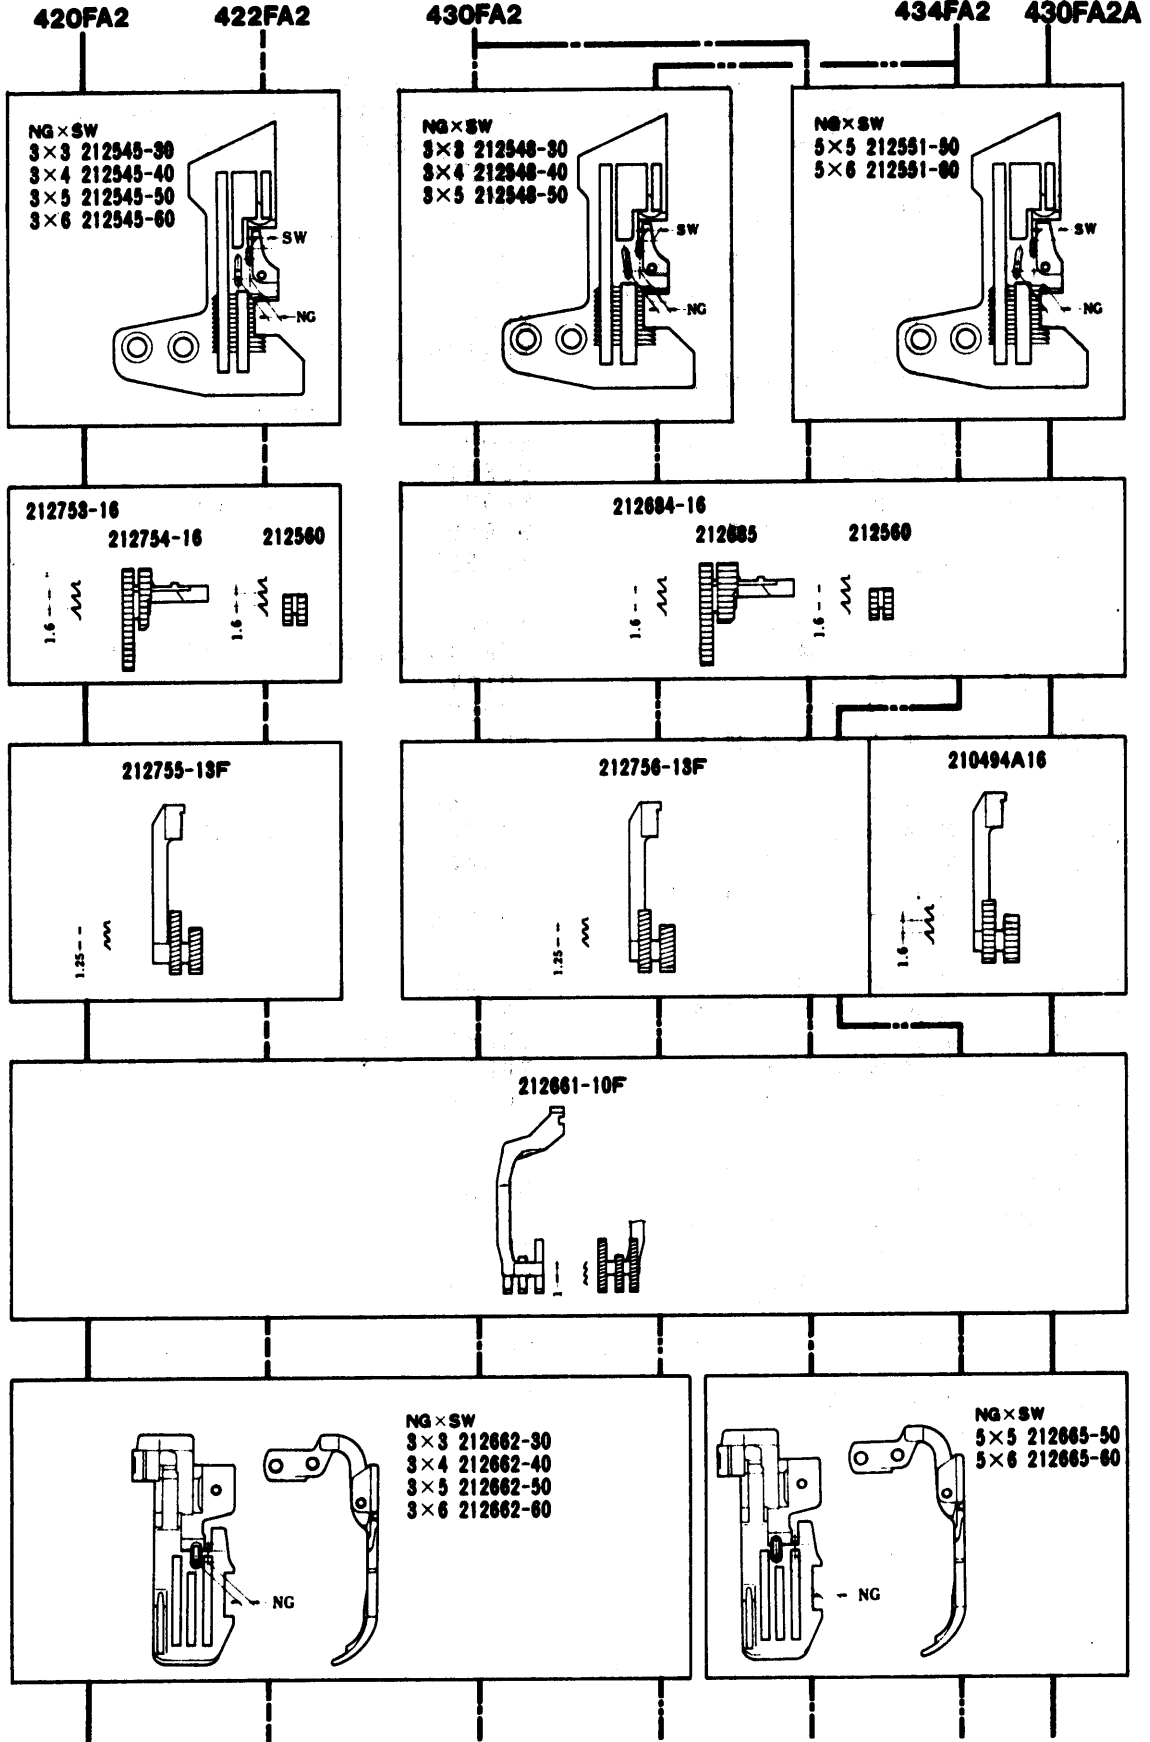 420FA2
422FA2
430FA2
434FA2
430FA2A
NG×SW
3×3 212545-30
3×4 212545-40
3×5 212545-50
3×6 212545-60
SW
NG
NG×SW
3×3 212548-30
3×4 212548-40
3×5 212548-50
SW
NG
NG×SW
5×5 212551-50
5×6 212551-60
SW
NG
212753-16
212754-16
212560
1.6
1.6
212684-16
212685
212560
1.6
1.6
212755-13F
1.25
212756-13F
1.25
210494A16
1.6
212661-10F
1
NG×SW
3×3 212662-30
3×4 212662-40
3×5 212662-50
3×6 212662-60
NG
NG×SW
5×5 212665-50
5×6 212665-60
NG